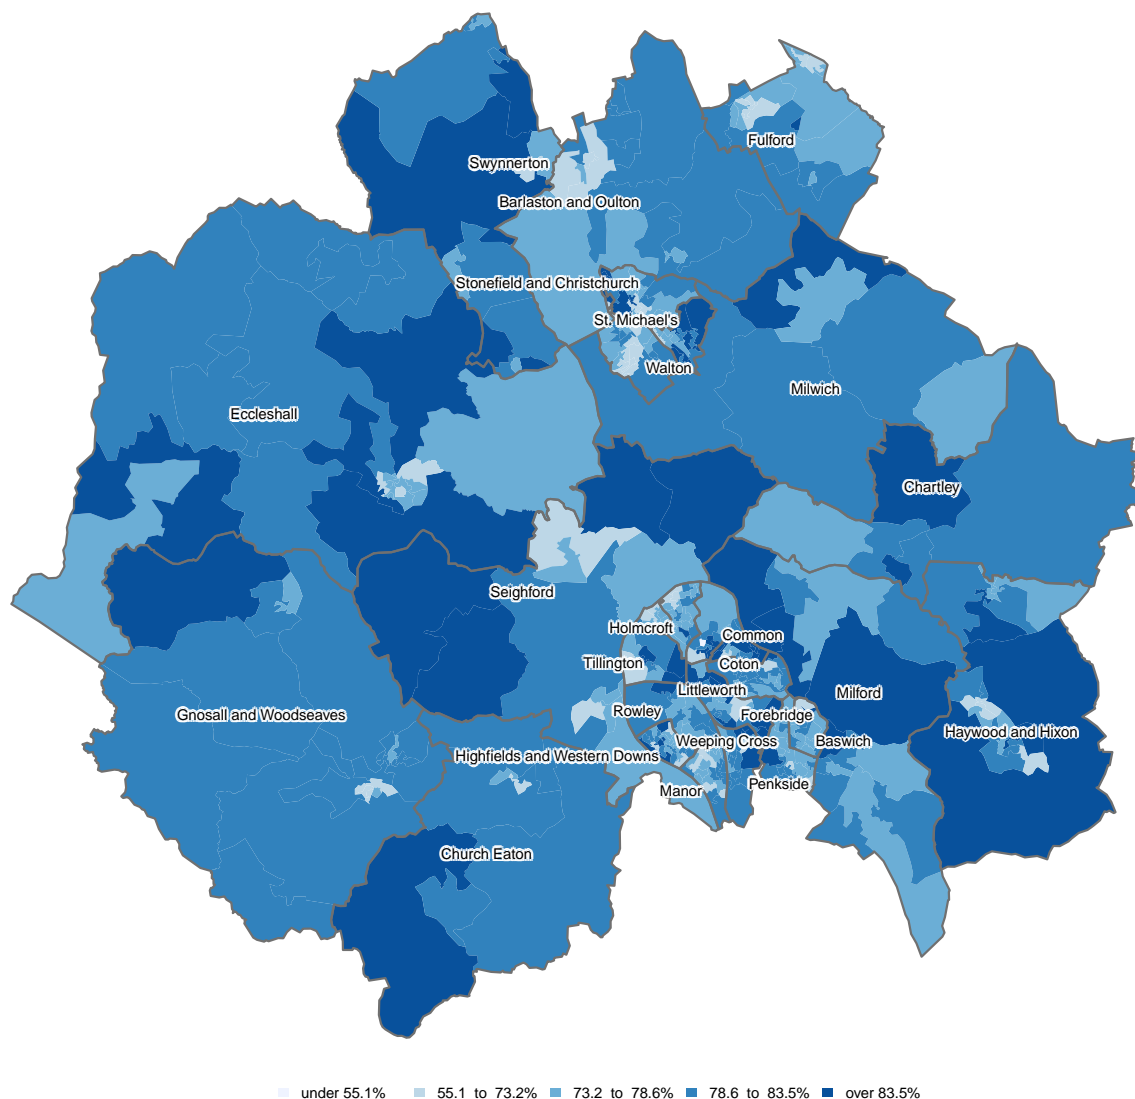 Fulford
Swynnerton
Barlaston and Oulton
Stonefield and Christchurch
St. Michael's
Walton
Milwich
Eccleshall
Chartley
Seighford
Holmcroft
Common
Tillington
Coton
Littleworth
Milford
Gnosall and Woodseaves
Rowley
Forebridge
Haywood and Hixon
Weeping Cross
Baswich
Highfields and Western Downs
Penkside
Manor
Church Eaton
under 55.1%
55.1 to 73.2%
73.2 to 78.6%
78.6 to 83.5%
over 83.5%